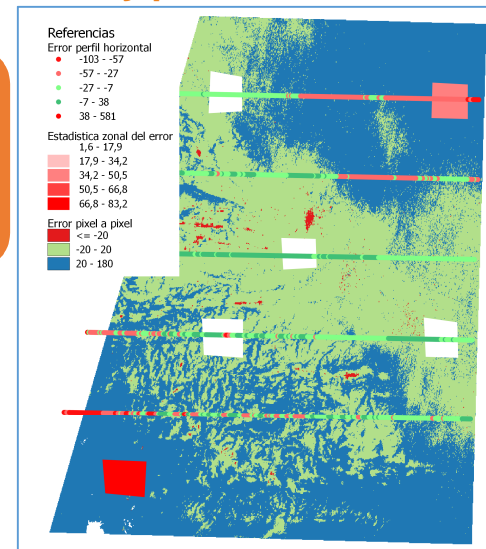 Referencias
Error perfil horizontal
-103 - -57
-57 - -27
-27 - -7
-7 - 38
38 - 581
Estadistica zonal del error
1,6 - 17,9
17,9 - 34,2
34,2 - 50,5
50,5 - 66,8
66,8 - 83,2
Error pixel a pixel
<= -20
-20 - 20
20 - 180